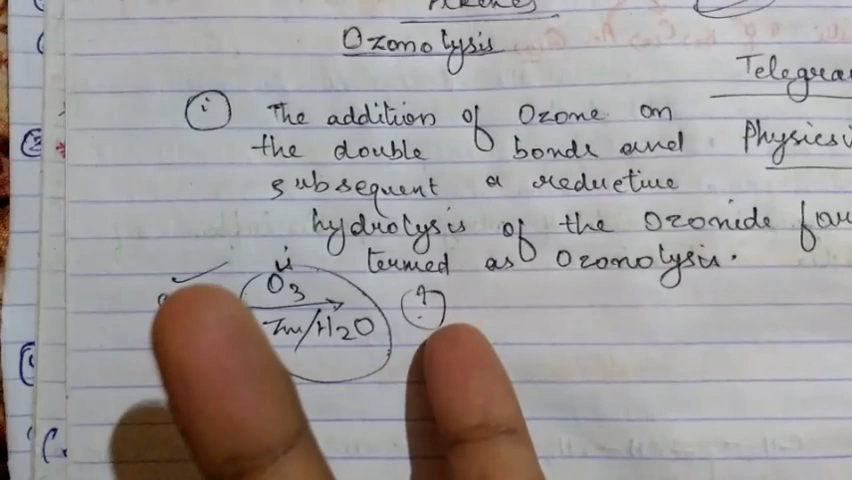 Ozonolysis
Telegra
(i) The addition of Ozone on
the double bonds and
Physics
subsequent a reductive
hydrolysis of the Ozonide for
is termed as Ozonolysis.
O3
Zn/H2O
?